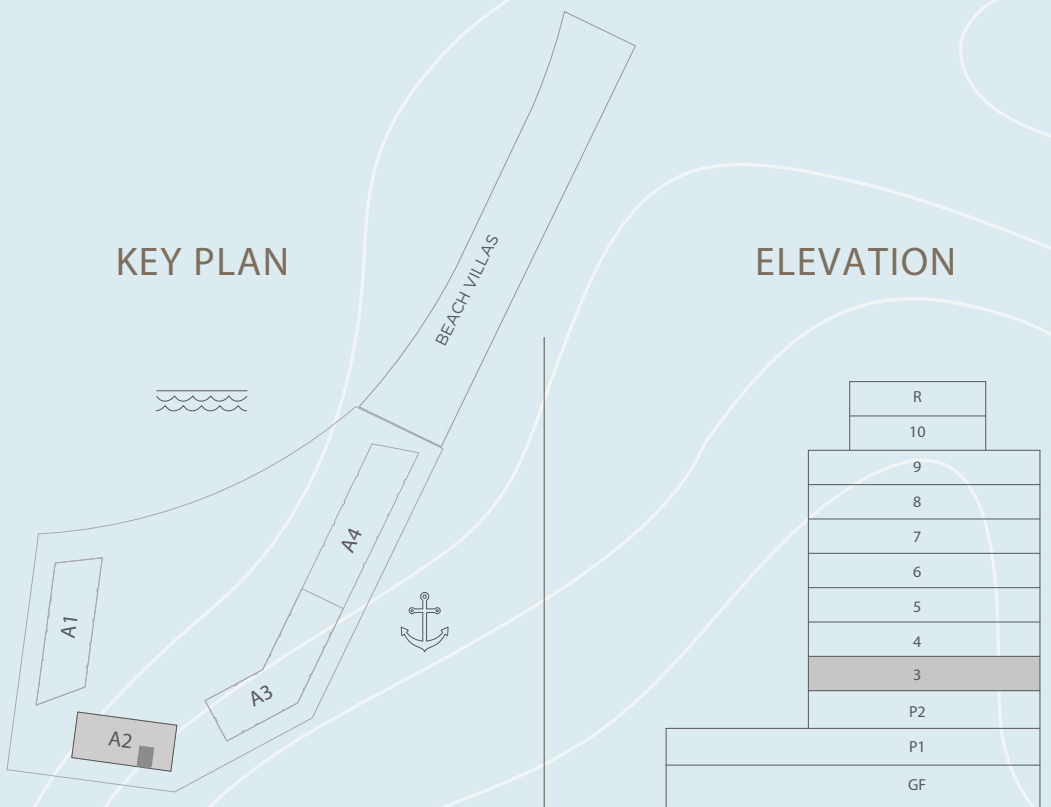 KEY PLAN
BEACH VILLAS
A4
A1
A3
A2
ELEVATION
R
10
9
8
7
6
5
4
3
P2
P1
GF